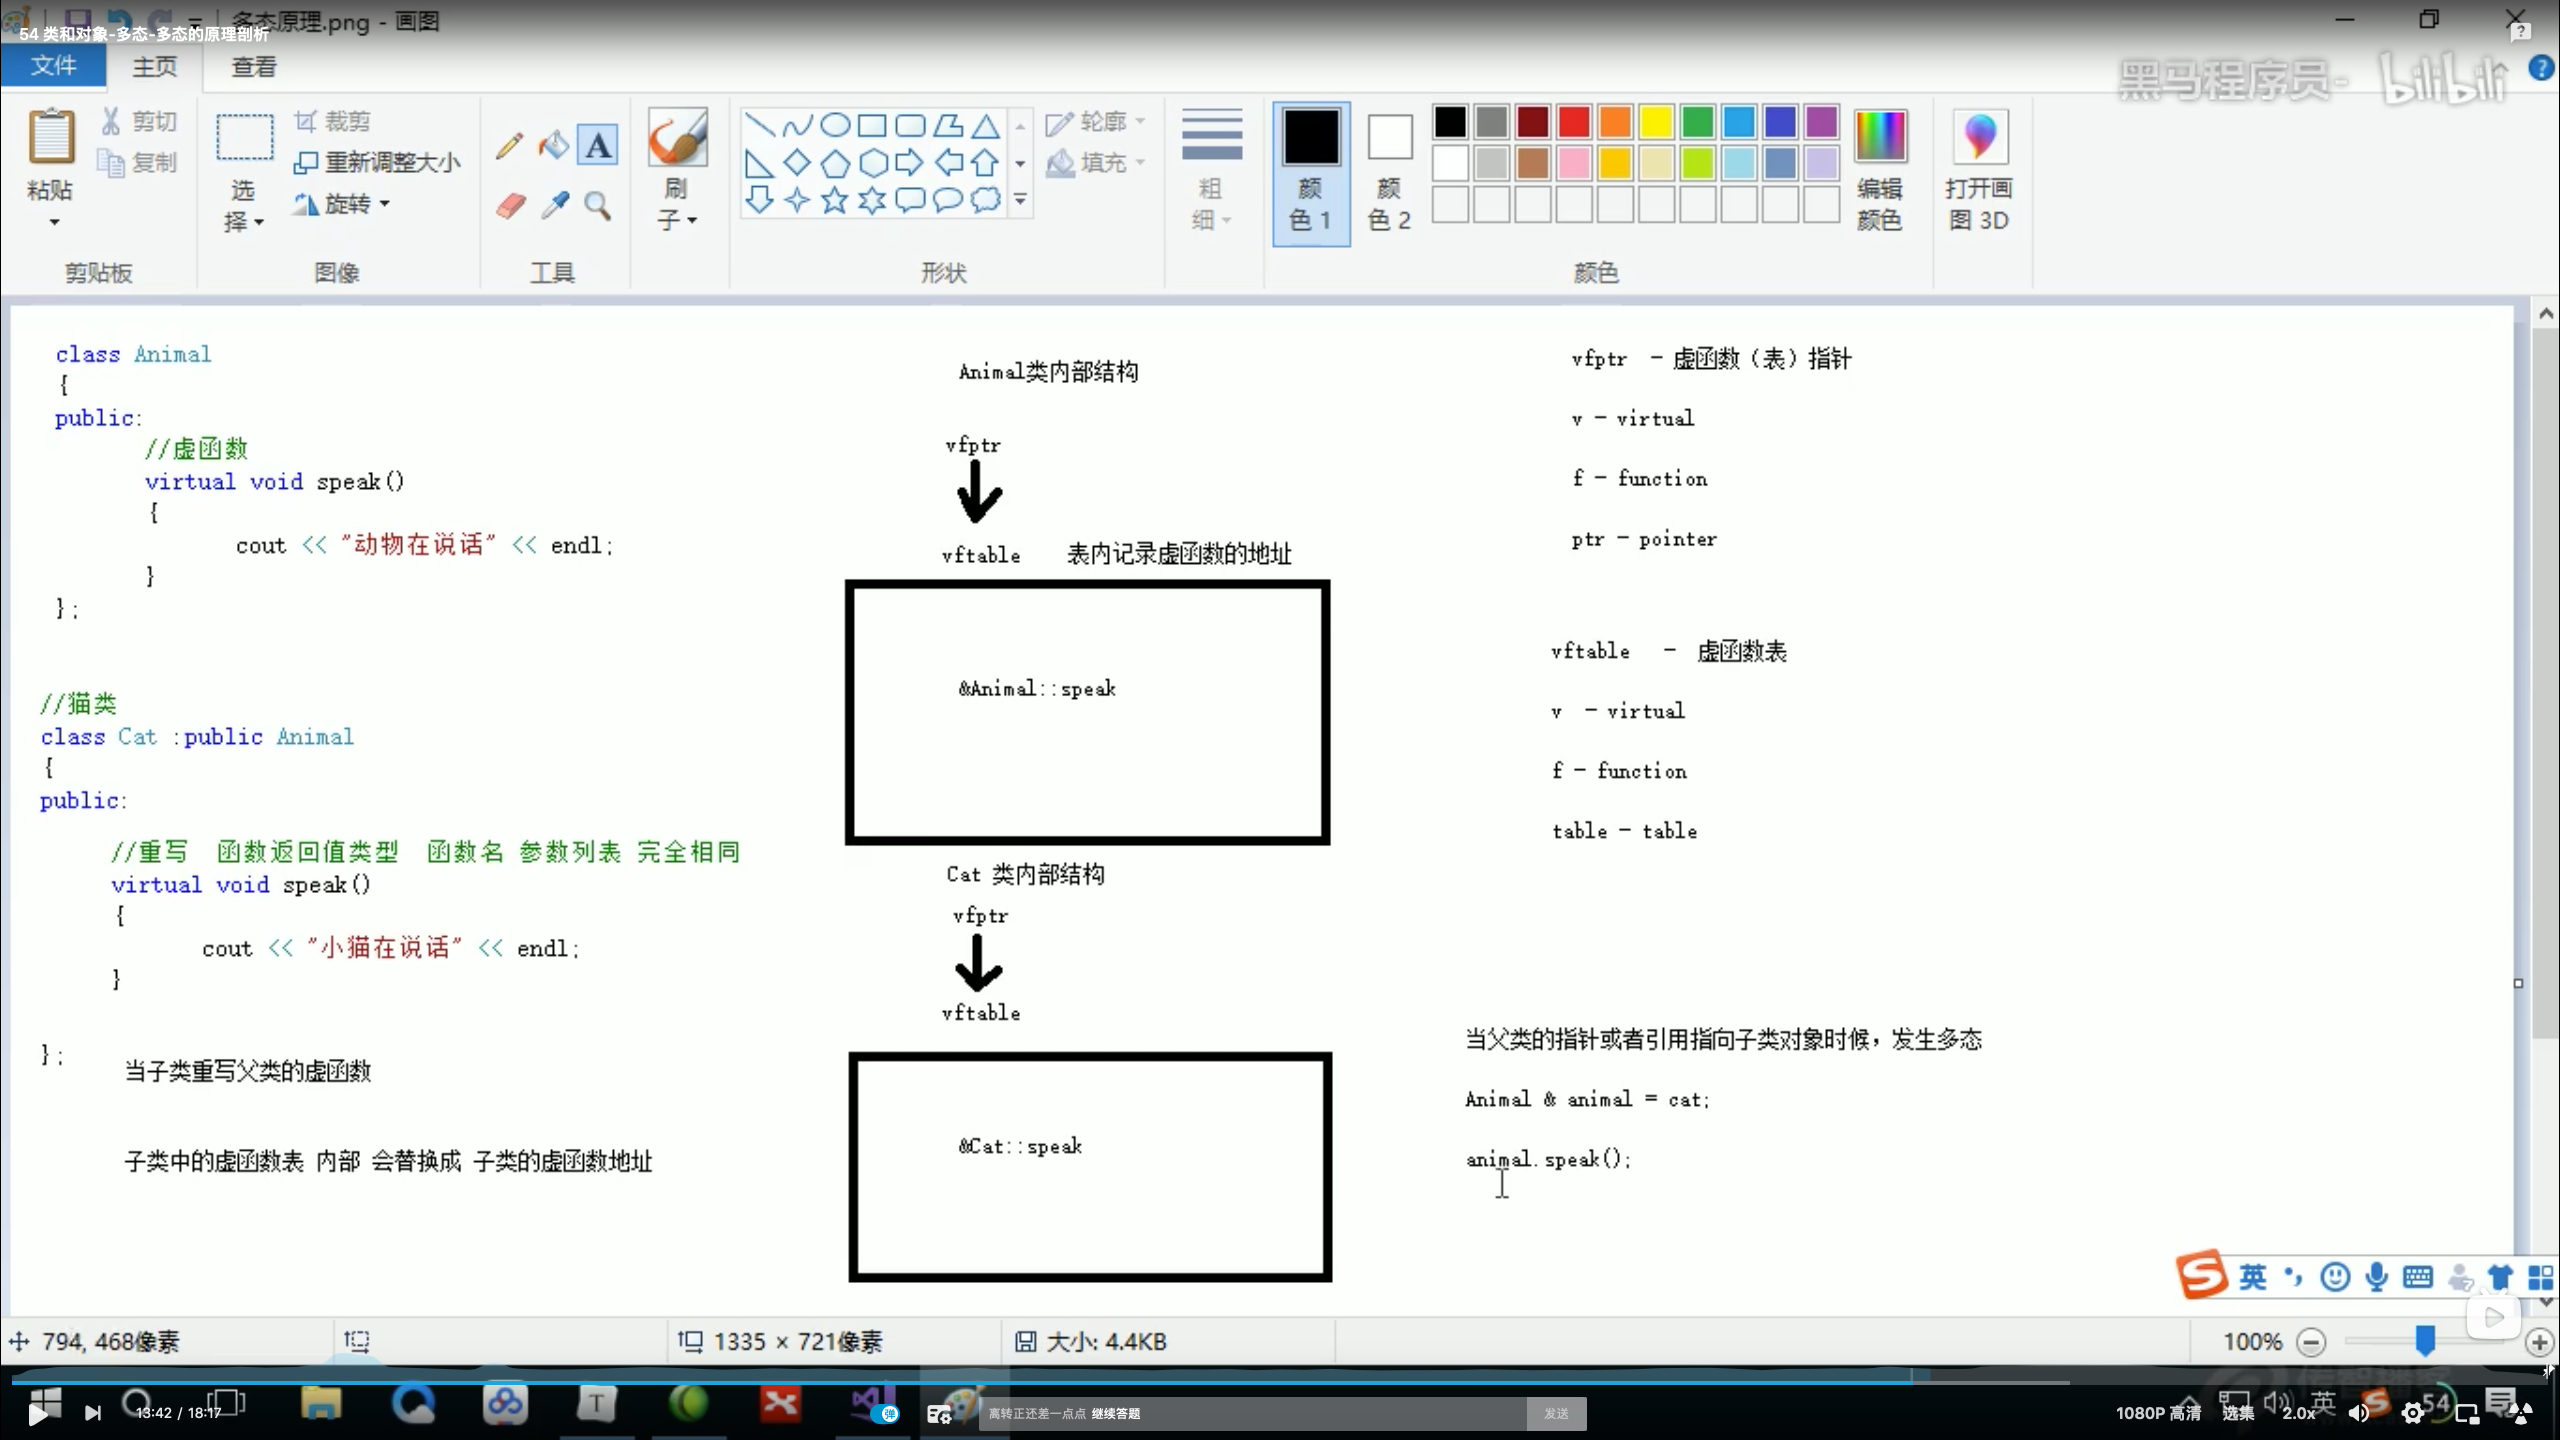 多态原理.png - 画图
54 类和对象-多态-多态的原理剖析
文件 主页 查看
黑马程序员- bilibili
粘贴
剪切
复制
剪贴板
选择
裁剪
重新调整大小
旋转
图像
工具
刷子
形状
轮廓
填充
粗细
颜色 1
颜色 2
颜色
编辑颜色
打开画图 3D
class Animal
{
public:
//虚函数
virtual void speak()
{
cout << "动物在说话" << endl;
}
};
//猫类
class Cat :public Animal
{
public:
//重写 函数返回值类型 函数名 参数列表 完全相同
virtual void speak()
{
cout << "小猫在说话" << endl;
}
};
当子类重写父类的虚函数
子类中的虚函数表 内部 会替换成 子类的虚函数地址
Animal类内部结构
vfptr
vftable 表内记录虚函数的地址
&Animal::speak
Cat 类内部结构
vfptr
vftable
&Cat::speak
vfptr - 虚函数（表）指针
v - virtual
f - function
ptr - pointer
vftable - 虚函数表
v - virtual
f - function
table - table
当父类的指针或者引用指向子类对象时候，发生多态
Animal & animal = cat;
animal.speak();
英
794, 468像素
1335 × 721像素
大小: 4.4KB
100%
13:42 / 18:17
弹
离转正还差一点点 继续答题
发送
1080P 高清
选集
2.0x
英
54